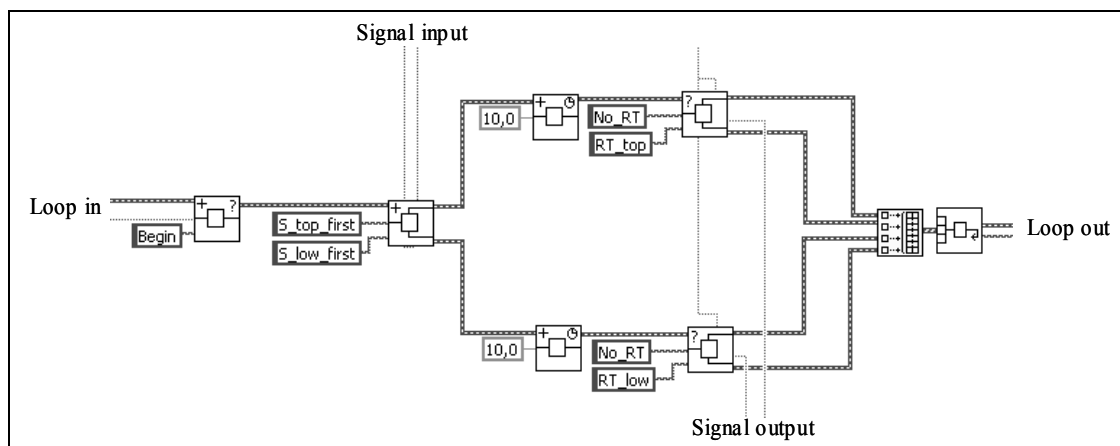 Signal input
10,0
No_RT
RT_top
Loop in
Begin
S_top_first
S_low_first
Loop out
10,0
No_RT
RT_low
Signal output